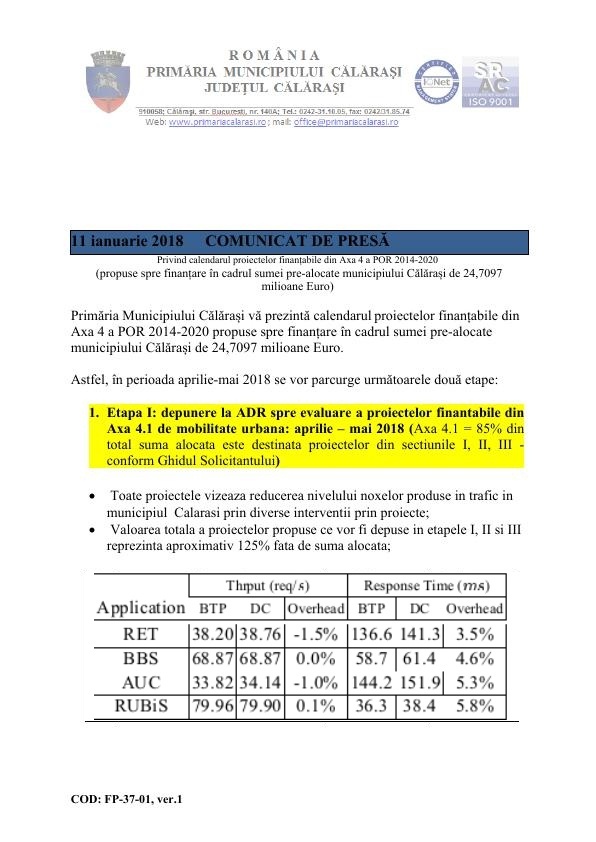 R O M Â N I A
PRIMĂRIA MUNICIPIULUI CĂLĂRAŞI
JUDEŢUL CĂLĂRAŞI
910058; Călăraşi, str. Bucureşti, nr. 140A; Tel.: 0242-31.10.05, fax: 0242/31.85.74
Web: www.primariacalarasi.ro; mail: office@primariacalarasi.ro
CERTIFIED
IQNet
MANAGEMENT SYSTEM
SR
AC
ISO 9001
11 ianuarie 2018 COMUNICAT DE PRESĂ
Privind calendarul proiectelor finanțabile din Axa 4 a POR 2014-2020
(propuse spre finanțare în cadrul sumei pre-alocate municipiului Călărași de 24,7097
milioane Euro)
Primăria Municipiului Călărași vă prezintă calendarul proiectelor finanțabile din
Axa 4 a POR 2014-2020 propuse spre finanțare în cadrul sumei pre-alocate
municipiului Călărași de 24,7097 milioane Euro.
Astfel, în perioada aprilie-mai 2018 se vor parcurge următoarele două etape:
1. Etapa I: depunere la ADR spre evaluare a proiectelor finantabile din
Axa 4.1 de mobilitate urbana: aprilie – mai 2018 (Axa 4.1 = 85% din
total suma alocata este destinata proiectelor din sectiunile I, II, III -
conform Ghidul Solicitantului)
• Toate proiectele vizeaza reducerea nivelului noxelor produse in trafic in
municipiul Calarasi prin diverse interventii prin proiecte;
• Valoarea totala a proiectelor propuse ce vor fi depuse in etapele I, II si III
reprezinta aproximativ 125% fata de suma alocata;
Thrput (req/s) Response Time (ms)
Application BTP DC Overhead BTP DC Overhead
RET 38.20 38.76 -1.5% 136.6 141.3 3.5%
BBS 68.87 68.87 0.0% 58.7 61.4 4.6%
AUC 33.82 34.14 -1.0% 144.2 151.9 5.3%
RUBiS 79.96 79.90 0.1% 36.3 38.4 5.8%
COD: FP-37-01, ver.1